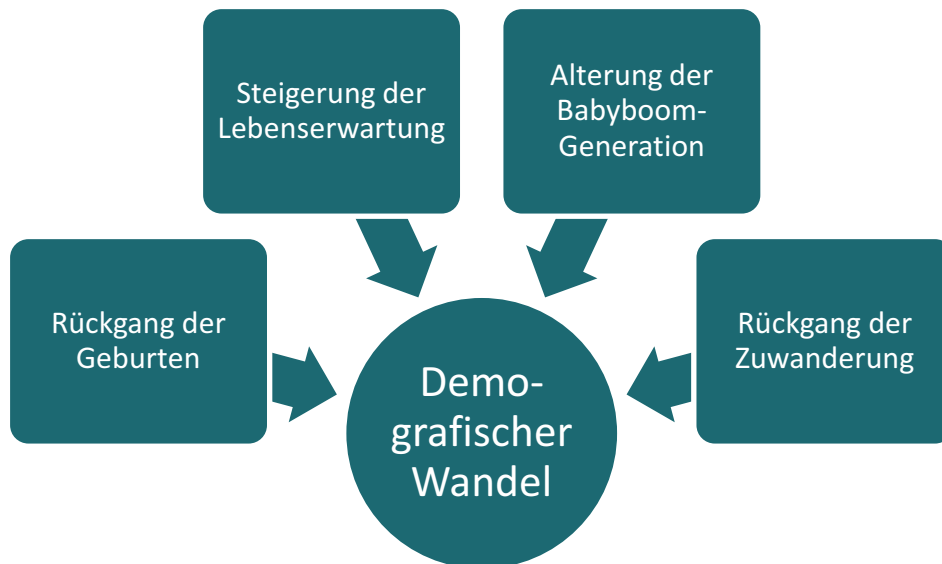 Steigerung der
Lebenserwartung
Alterung der
Babyboom-
Generation
Rückgang der
Geburten
Rückgang der
Zuwanderung
Demo-
grafischer
Wandel